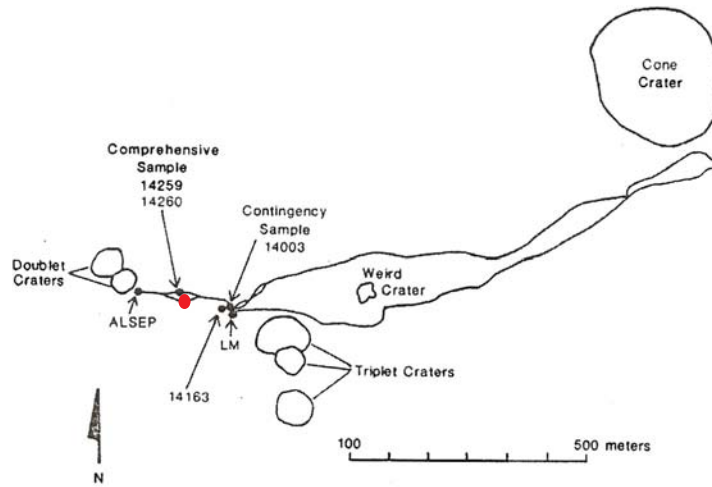 Cone
Crater
Comprehensive
Sample
14259
14260
Contingency
Sample
14003
Doublet
Craters
Weird
Crater
ALSEP
LM
14163
Triplet Craters
N
100
500 meters